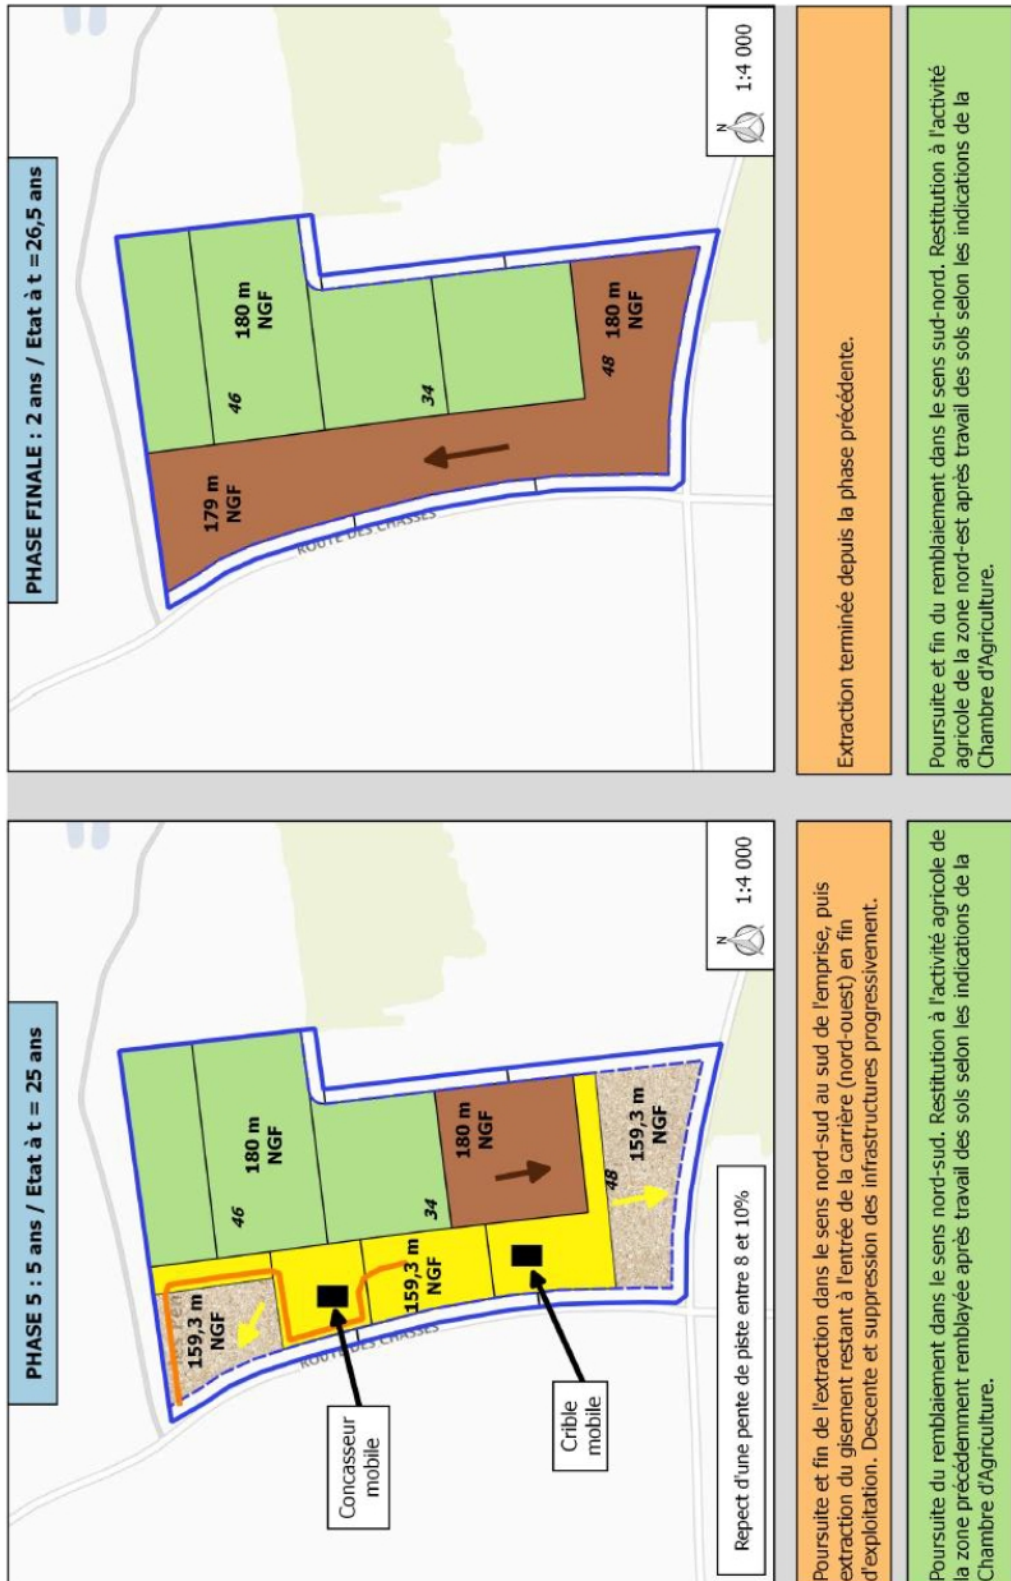 PHASE 5 : 5 ans / Etat à t = 25 ans
159,3 m
NGF
46
180 m
NGF
34
159,3 m
NGF
180 m
NGF
48
159,3 m
NGF
ROUTE DES CHASSES
Concasseur
mobile
Crible
mobile
Repect d'une pente de piste entre 8 et 10%
N
1:4 000
Poursuite et fin de l'extraction dans le sens nord-sud au sud de l'emprise, puis
extraction du gisement restant à l'entrée de la carrière (nord-ouest) en fin
d'exploitation. Descente et suppression des infrastructures progressivement.
Poursuite du remblaiement dans le sens nord-sud. Restitution à l'activité agricole de
la zone précédemment remblayée après travail des sols selon les indications de la
Chambre d'Agriculture.
PHASE FINALE : 2 ans / Etat à t =26,5 ans
179 m
NGF
46
180 m
NGF
34
48
180 m
NGF
ROUTE DES CHASSES
N
1:4 000
Extraction terminée depuis la phase précédente.
Poursuite et fin du remblaiement dans le sens sud-nord. Restitution à l'activité
agricole de la zone nord-est après travail des sols selon les indications de la
Chambre d'Agriculture.